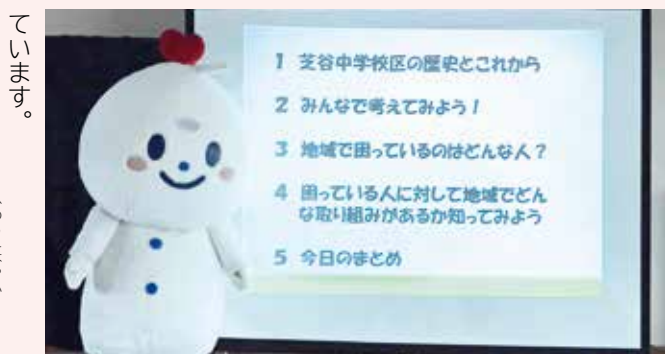 ています。
1 芝谷中学校区の歴史とこれから
2 みんなで考えてみよう！
3 地域で困っているのはどんな人？
4 困っている人に対して地域でどん
な取り組みがあるか知ってみよう
5 今日のまとめ